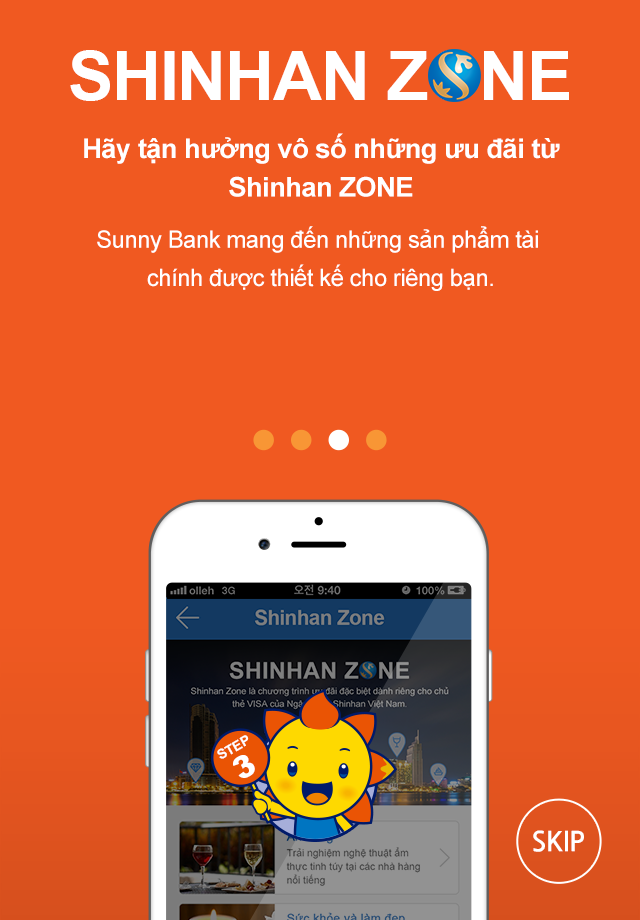 SHINHAN ZONE
Hãy tận hưởng vô số những ưu đãi từ
Shinhan ZONE
Sunny Bank mang đến những sản phẩm tài
chính được thiết kế cho riêng bạn.
olleh 3G 오전 9:40 100%
Shinhan Zone
SHINHAN ZONE
Shinhan Zone là chương trình ưu đãi đặc biệt dành riêng cho chủ
thẻ VISA của Shinhan Việt Nam.
STEP
3
Trải nghiệm nghệ thuật ẩm
thực tinh túy tại các nhà hàng
nổi tiếng
SKIP
Sức khỏe và làm đẹp